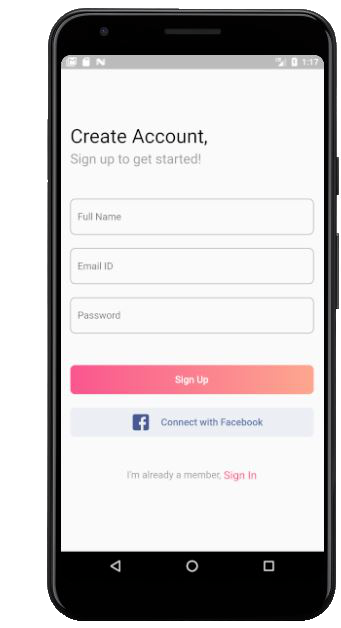 1:17
Create Account,
Sign up to get started!
Full Name
Email ID
Password
Sign Up
Connect with Facebook
I'm already a member, Sign In